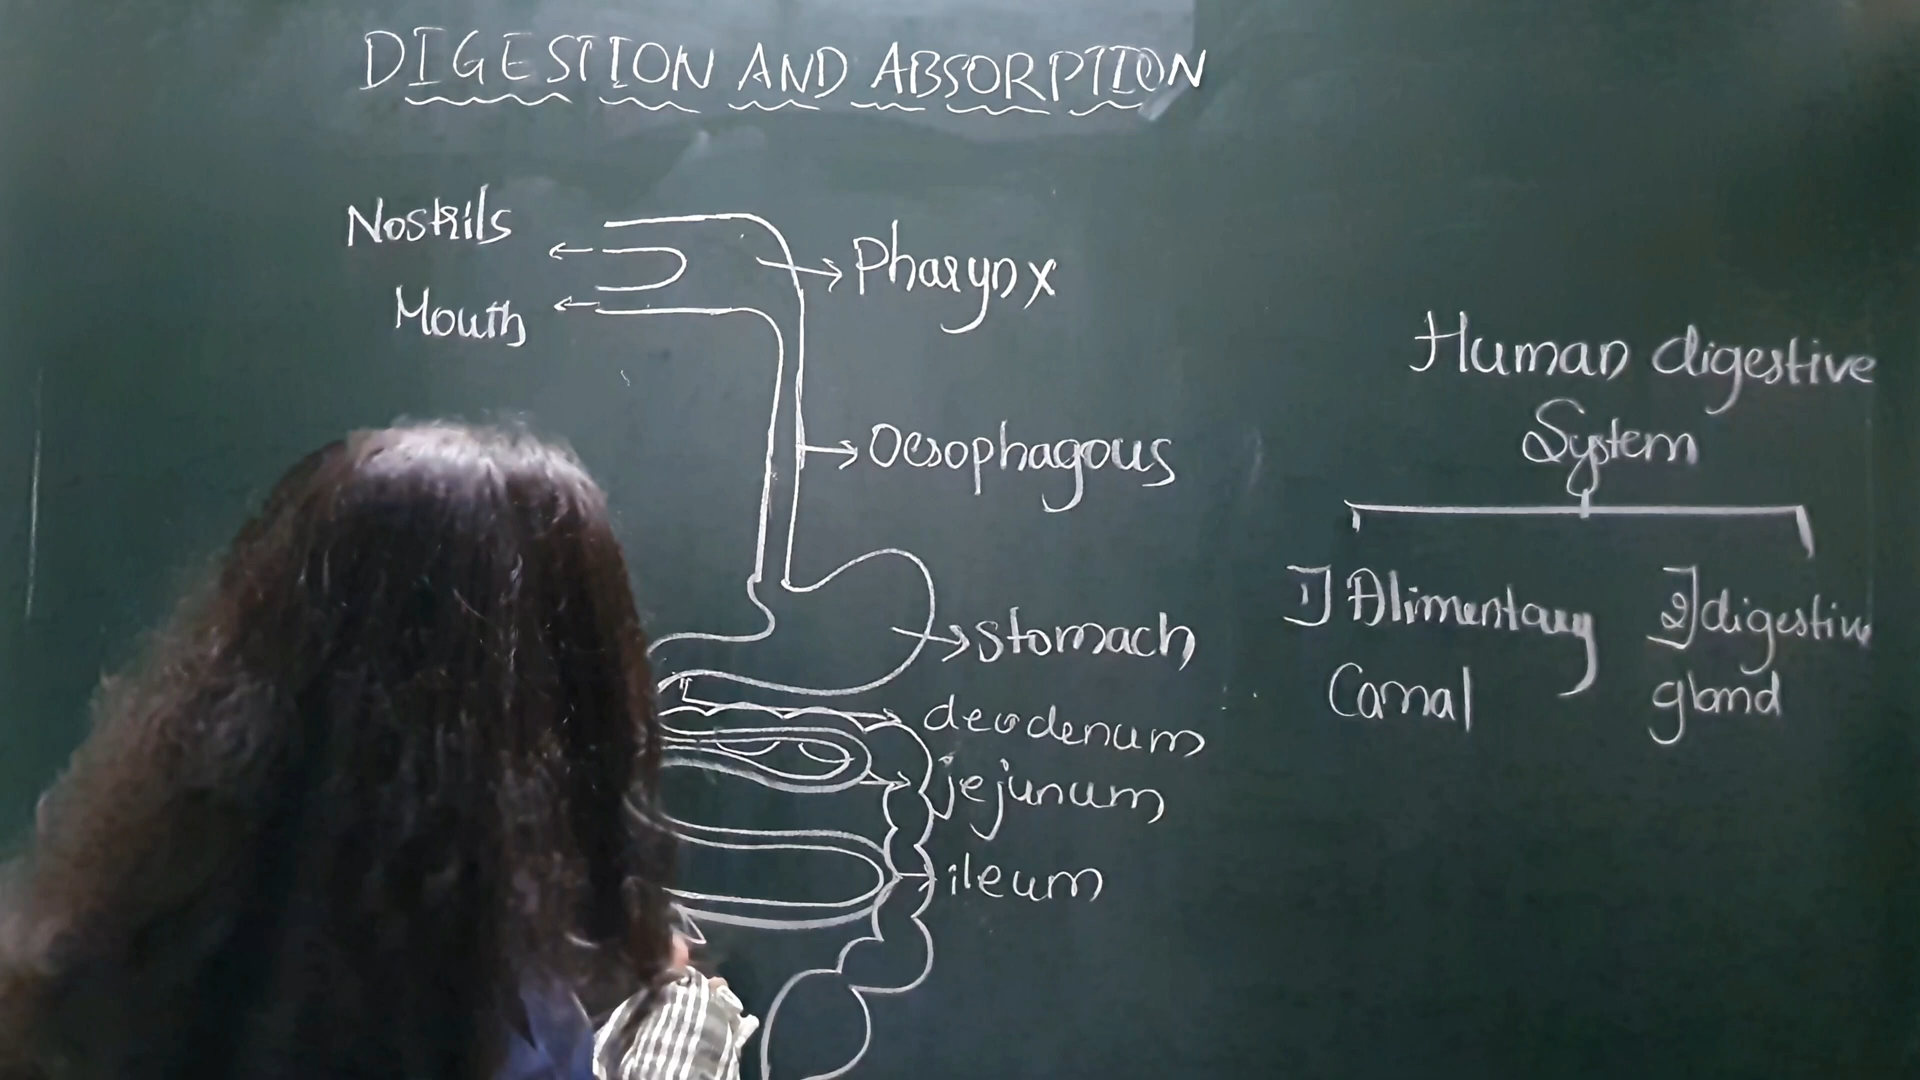 DIGESTION AND ABSORPTION
Nostrils
Mouth
Pharynx
Oesophagous
Stomach
deodenum
jejunum
ileum
Human digestive
System
1] Alimentary
Canal
2] digestive
gland